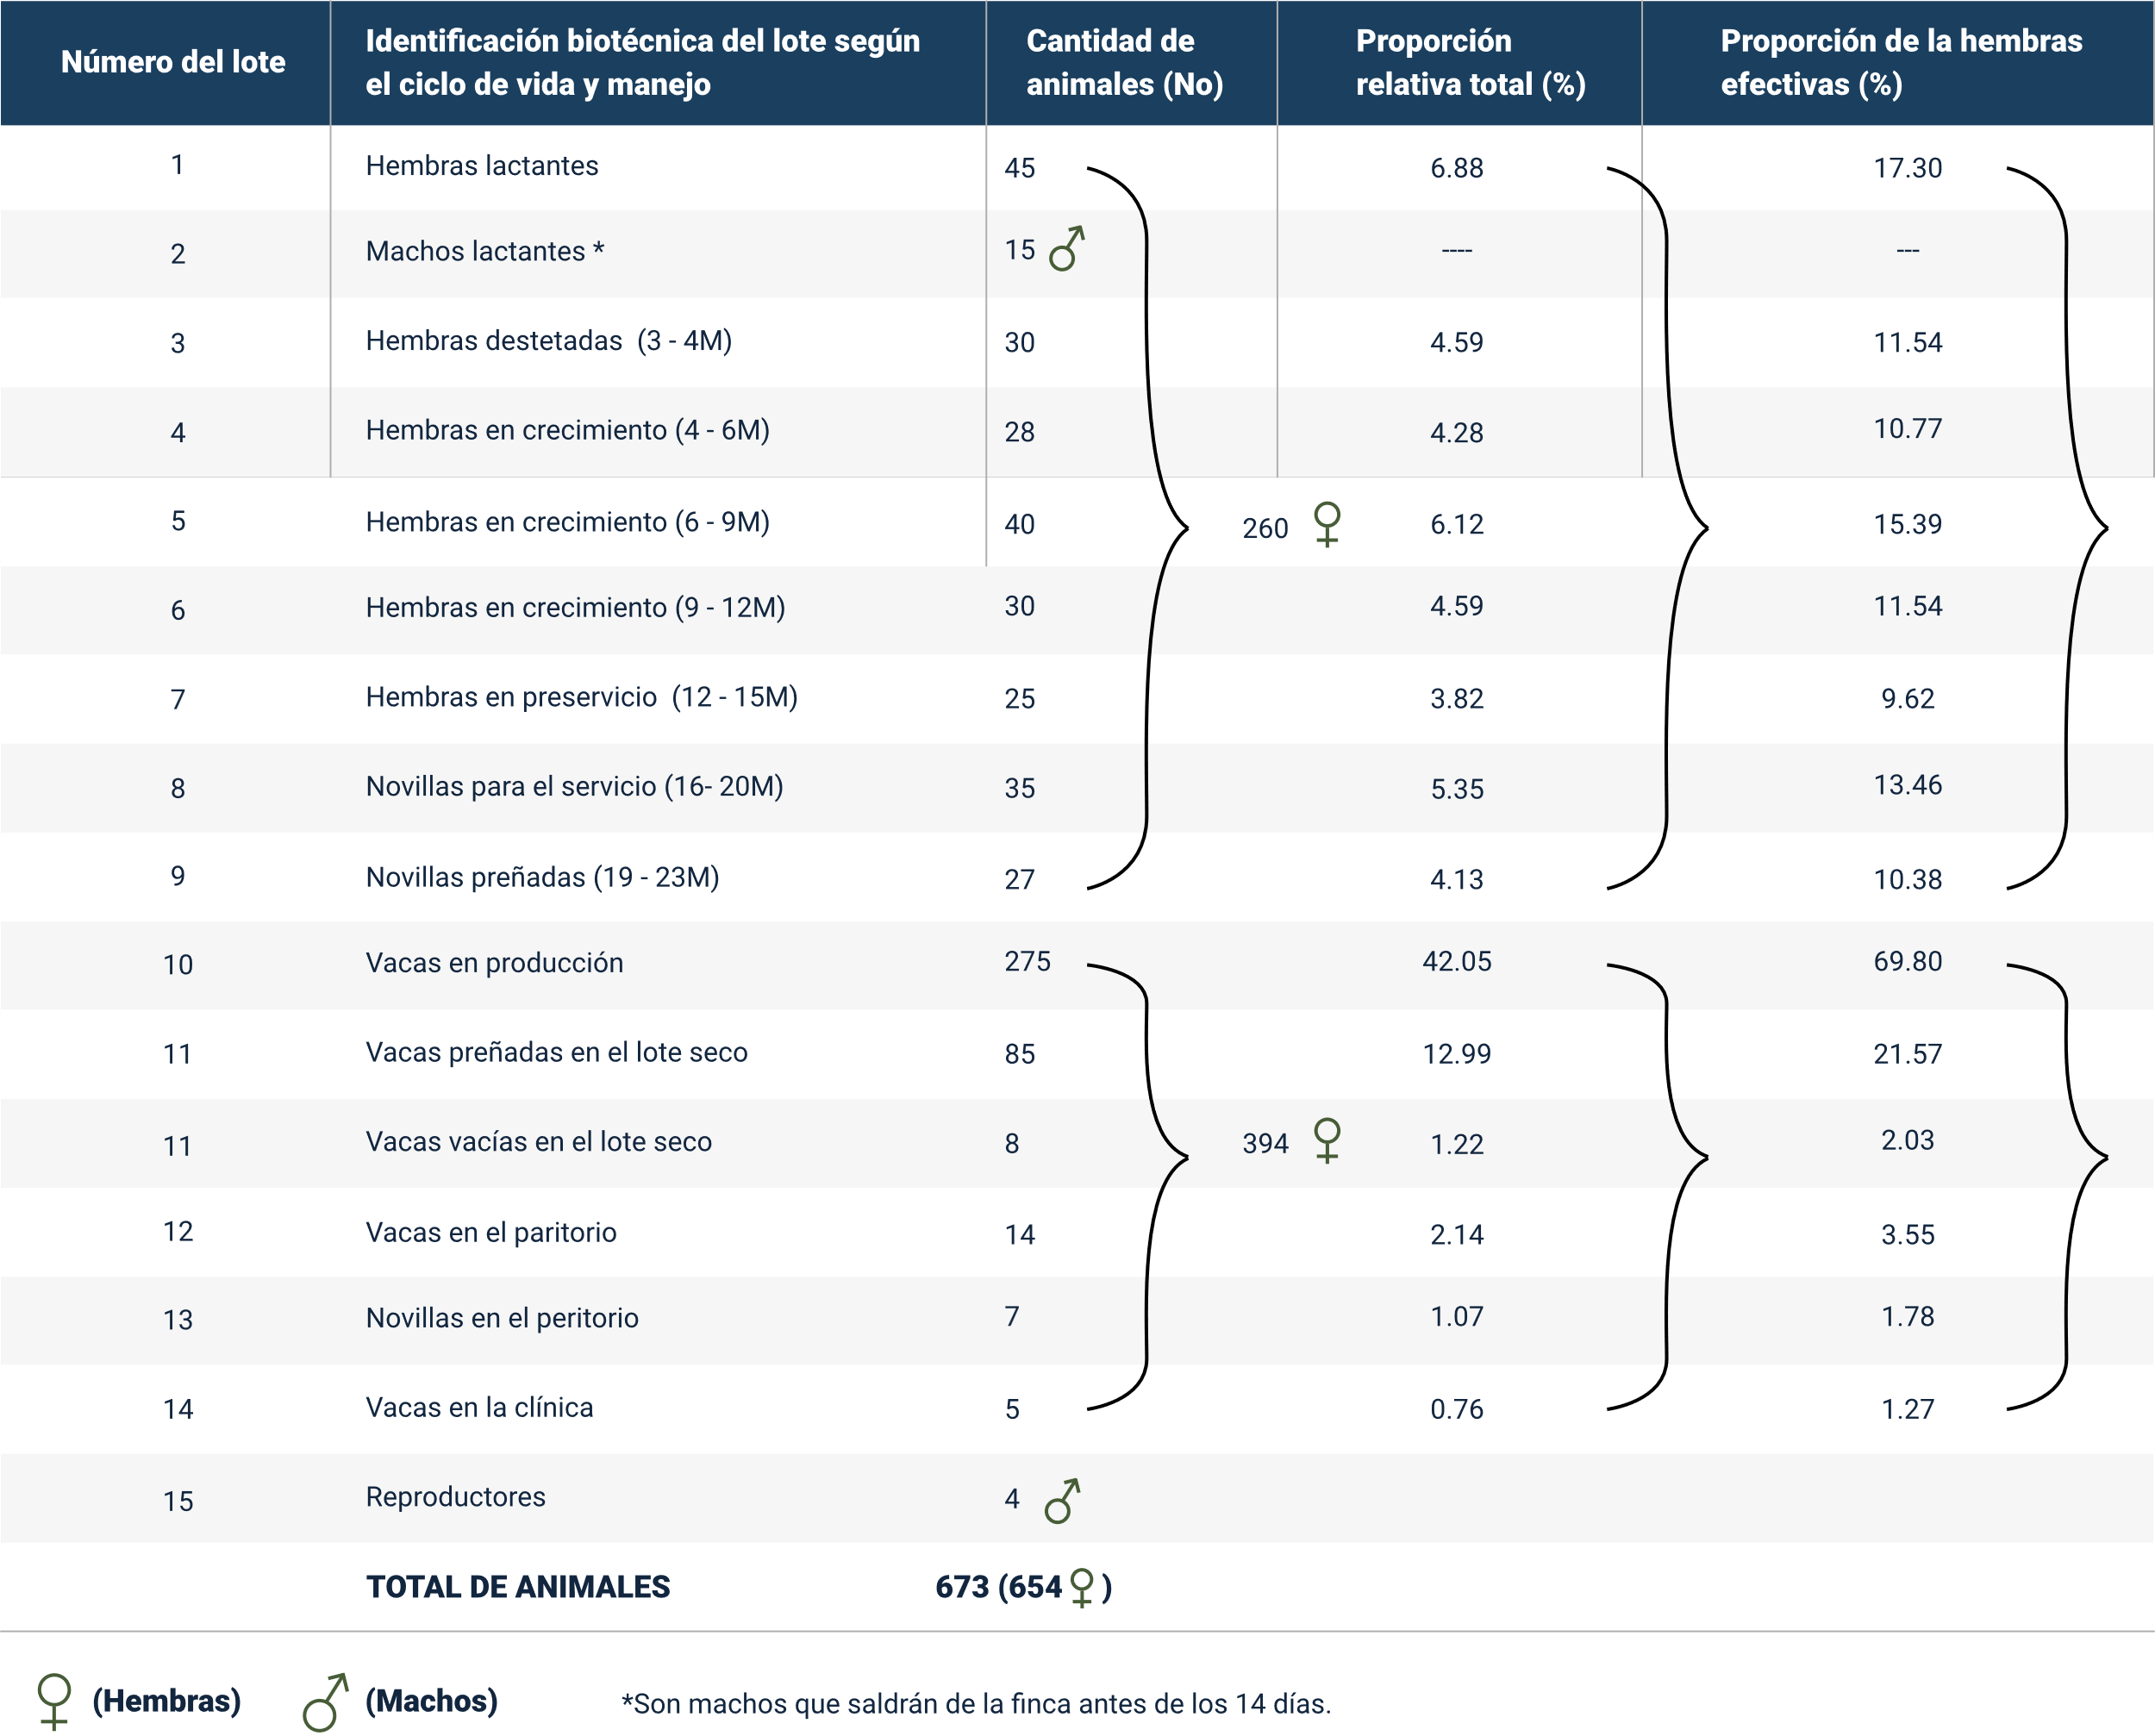 Número del lote
Identificación biotécnica del lote según
el ciclo de vida y manejo
Cantidad de
animales (No)
Proporción
relativa total (%)
Proporción de la hembras
efectivas (%)
1 Hembras lactantes 45 6.88 17.30
2 Machos lactantes * 15 ♂ ---- ---
3 Hembras destetadas (3 - 4M) 30 4.59 11.54
4 Hembras en crecimiento (4 - 6M) 28 4.28 10.77
5 Hembras en crecimiento (6 - 9M) 40 260 ♀ 6.12 15.39
6 Hembras en crecimiento (9 - 12M) 30 4.59 11.54
7 Hembras en preservicio (12 - 15M) 25 3.82 9.62
8 Novillas para el servicio (16- 20M) 35 5.35 13.46
9 Novillas preñadas (19 - 23M) 27 4.13 10.38
10 Vacas en producción 275 42.05 69.80
11 Vacas preñadas en el lote seco 85 12.99 21.57
11 Vacas vacías en el lote seco 8 394 ♀ 1.22 2.03
12 Vacas en el paritorio 14 2.14 3.55
13 Novillas en el peritorio 7 1.07 1.78
14 Vacas en la clínica 5 0.76 1.27
15 Reproductores 4 ♂
TOTAL DE ANIMALES 673 (654 ♀ )
♀ (Hembras) ♂ (Machos) *Son machos que saldrán de la finca antes de los 14 días.